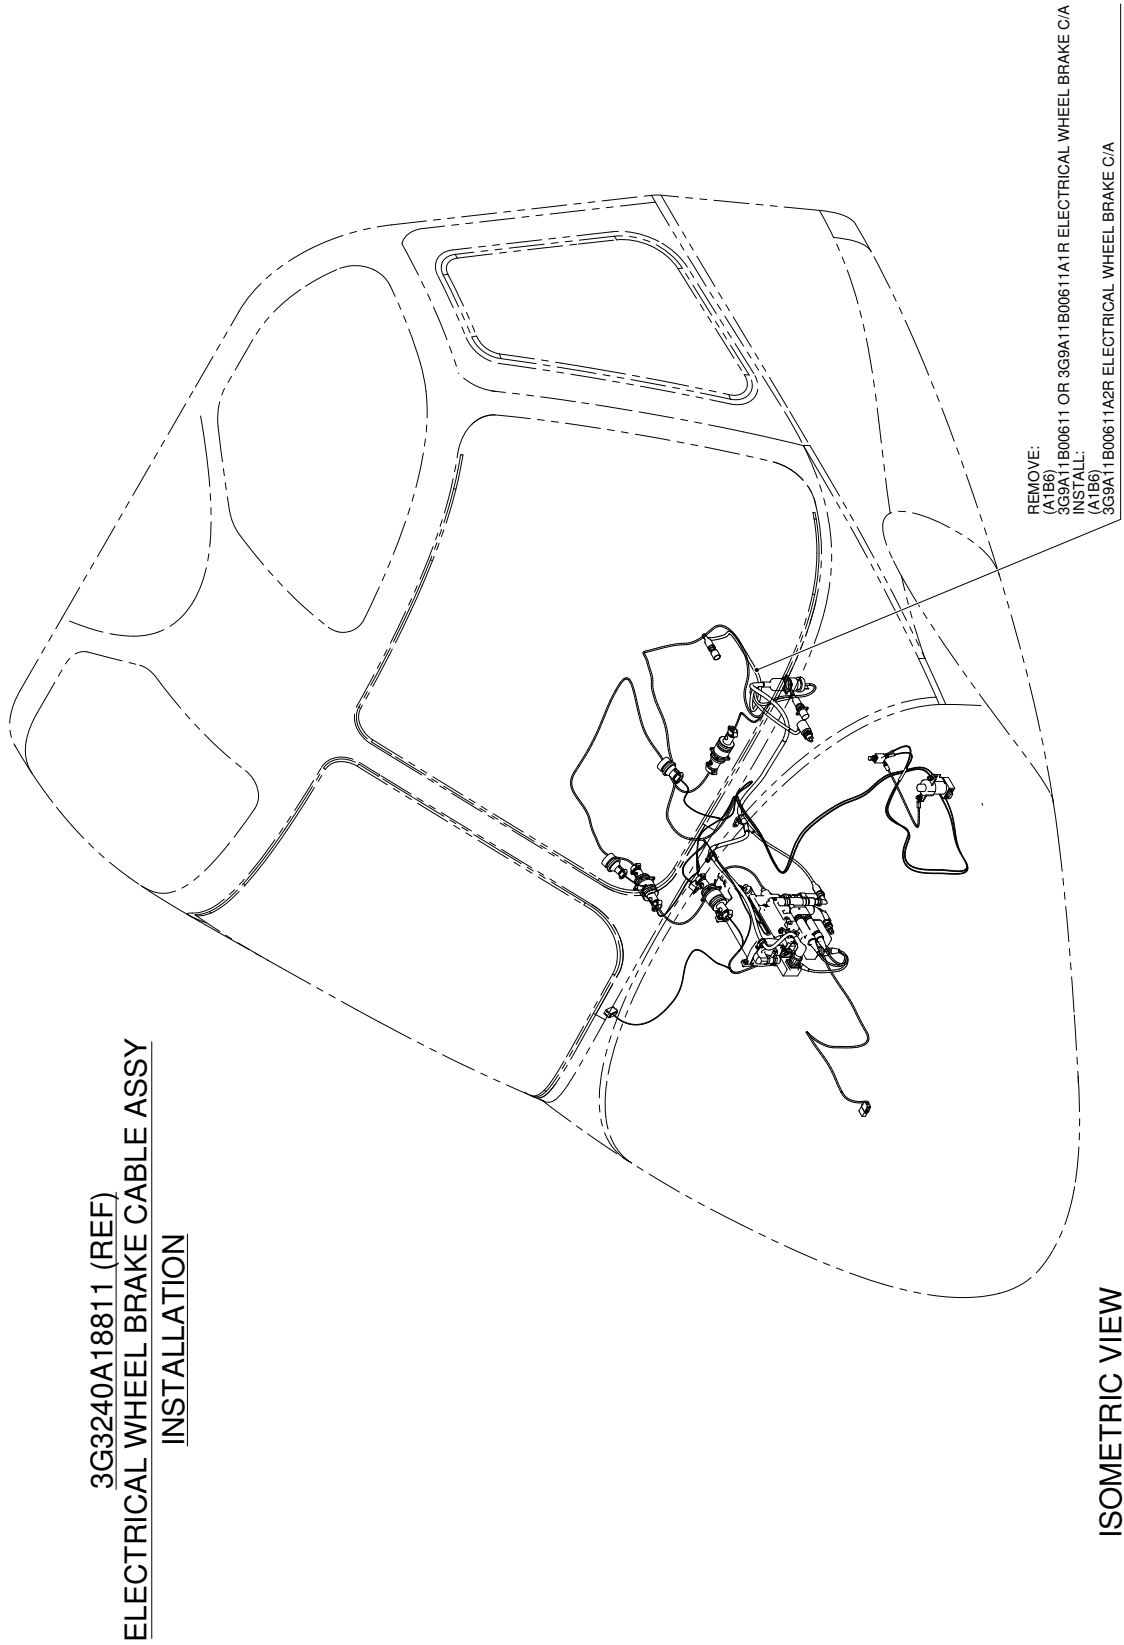 3G3240A18811 (REF)
ELECTRICAL WHEEL BRAKE CABLE ASSY
INSTALLATION
REMOVE:
(A1B6)
3G9A11B00611 OR 3G9A11B00611A1R ELECTRICAL WHEEL BRAKE C/A
INSTALL:
(A1B6)
3G9A11B00611A2R ELECTRICAL WHEEL BRAKE C/A
ISOMETRIC VIEW